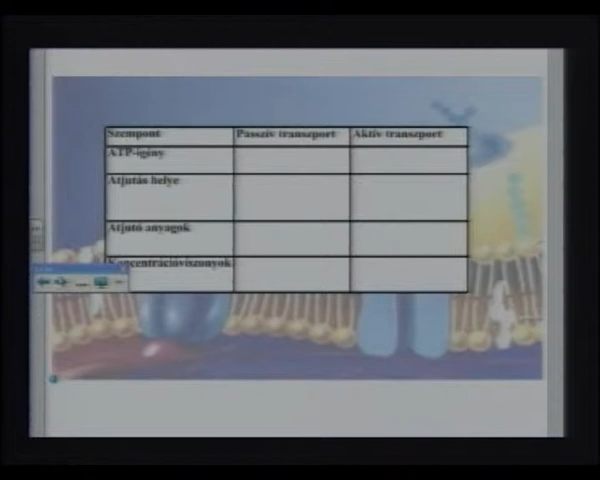 Szempont Passzív transzport Aktív transzport
ATP-igény
Átjutás helye
Átjutó anyagok
Koncentrációviszonyok